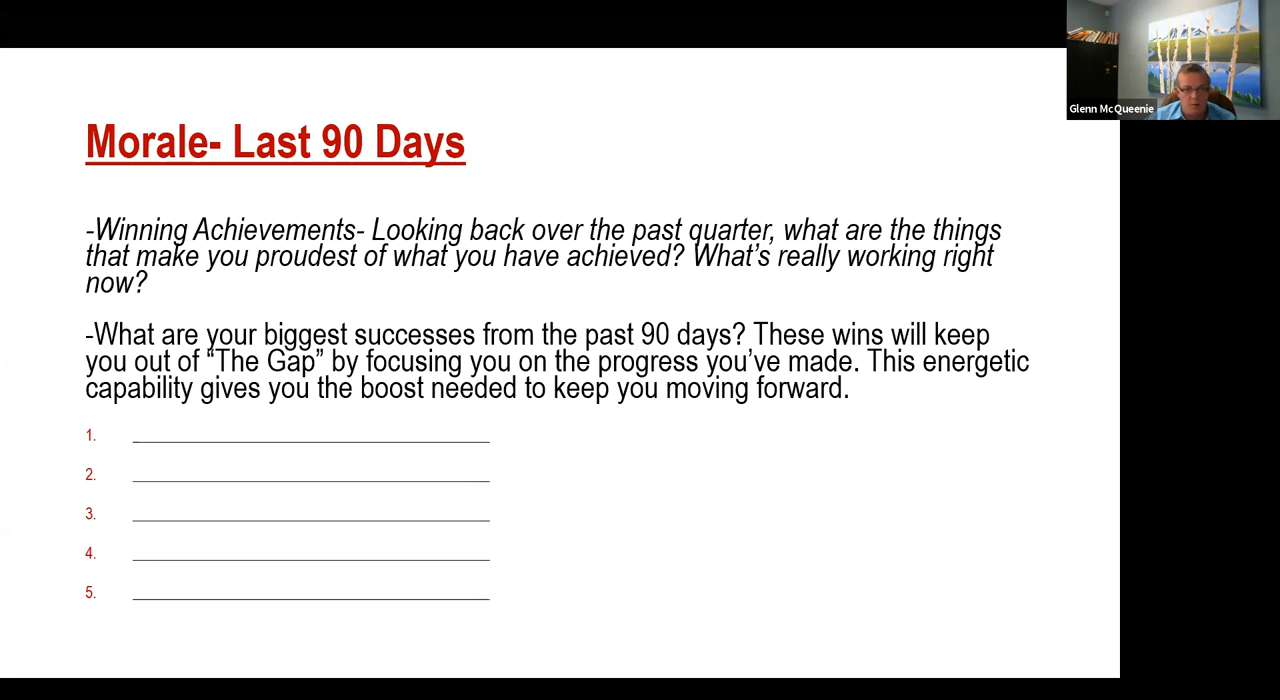 Glenn McQueenie
Morale- Last 90 Days
-Winning Achievements- Looking back over the past quarter, what are the things
that make you proudest of what you have achieved? What’s really working right
now?
-What are your biggest successes from the past 90 days? These wins will keep
you out of “The Gap” by focusing you on the progress you’ve made. This energetic
capability gives you the boost needed to keep you moving forward.
1.
2.
3.
4.
5.